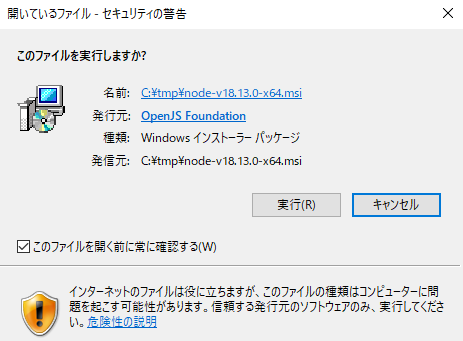 開いているファイル - セキュリティの警告
このファイルを実行しますか?
名前: C:¥tmp¥node-v18.13.0-x64.msi
発行元: OpenJS Foundation
種類: Windows インストーラー パッケージ
発信元: C:¥tmp¥node-v18.13.0-x64.msi
実行(R) キャンセル
このファイルを開く前に常に確認する(W)
インターネットのファイルは役に立ちますが、このファイルの種類はコンピューターに問
題を起こす可能性があります。信頼する発行元のソフトウェアのみ、実行してくださ
い。危険性の説明